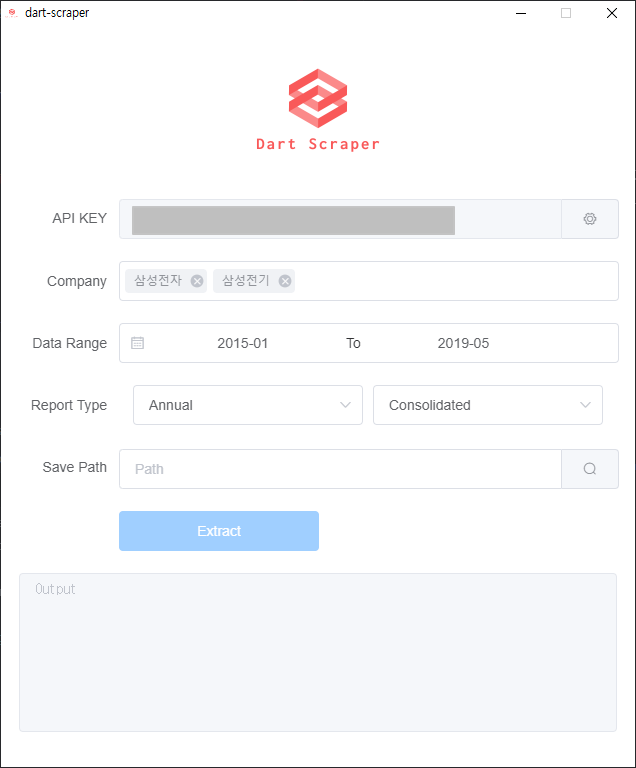 dart-scraper
Dart Scraper
API KEY
Company 삼성전자 삼성전기
Data Range 2015-01 To 2019-05
Report Type Annual Consolidated
Save Path Path
Extract
Output